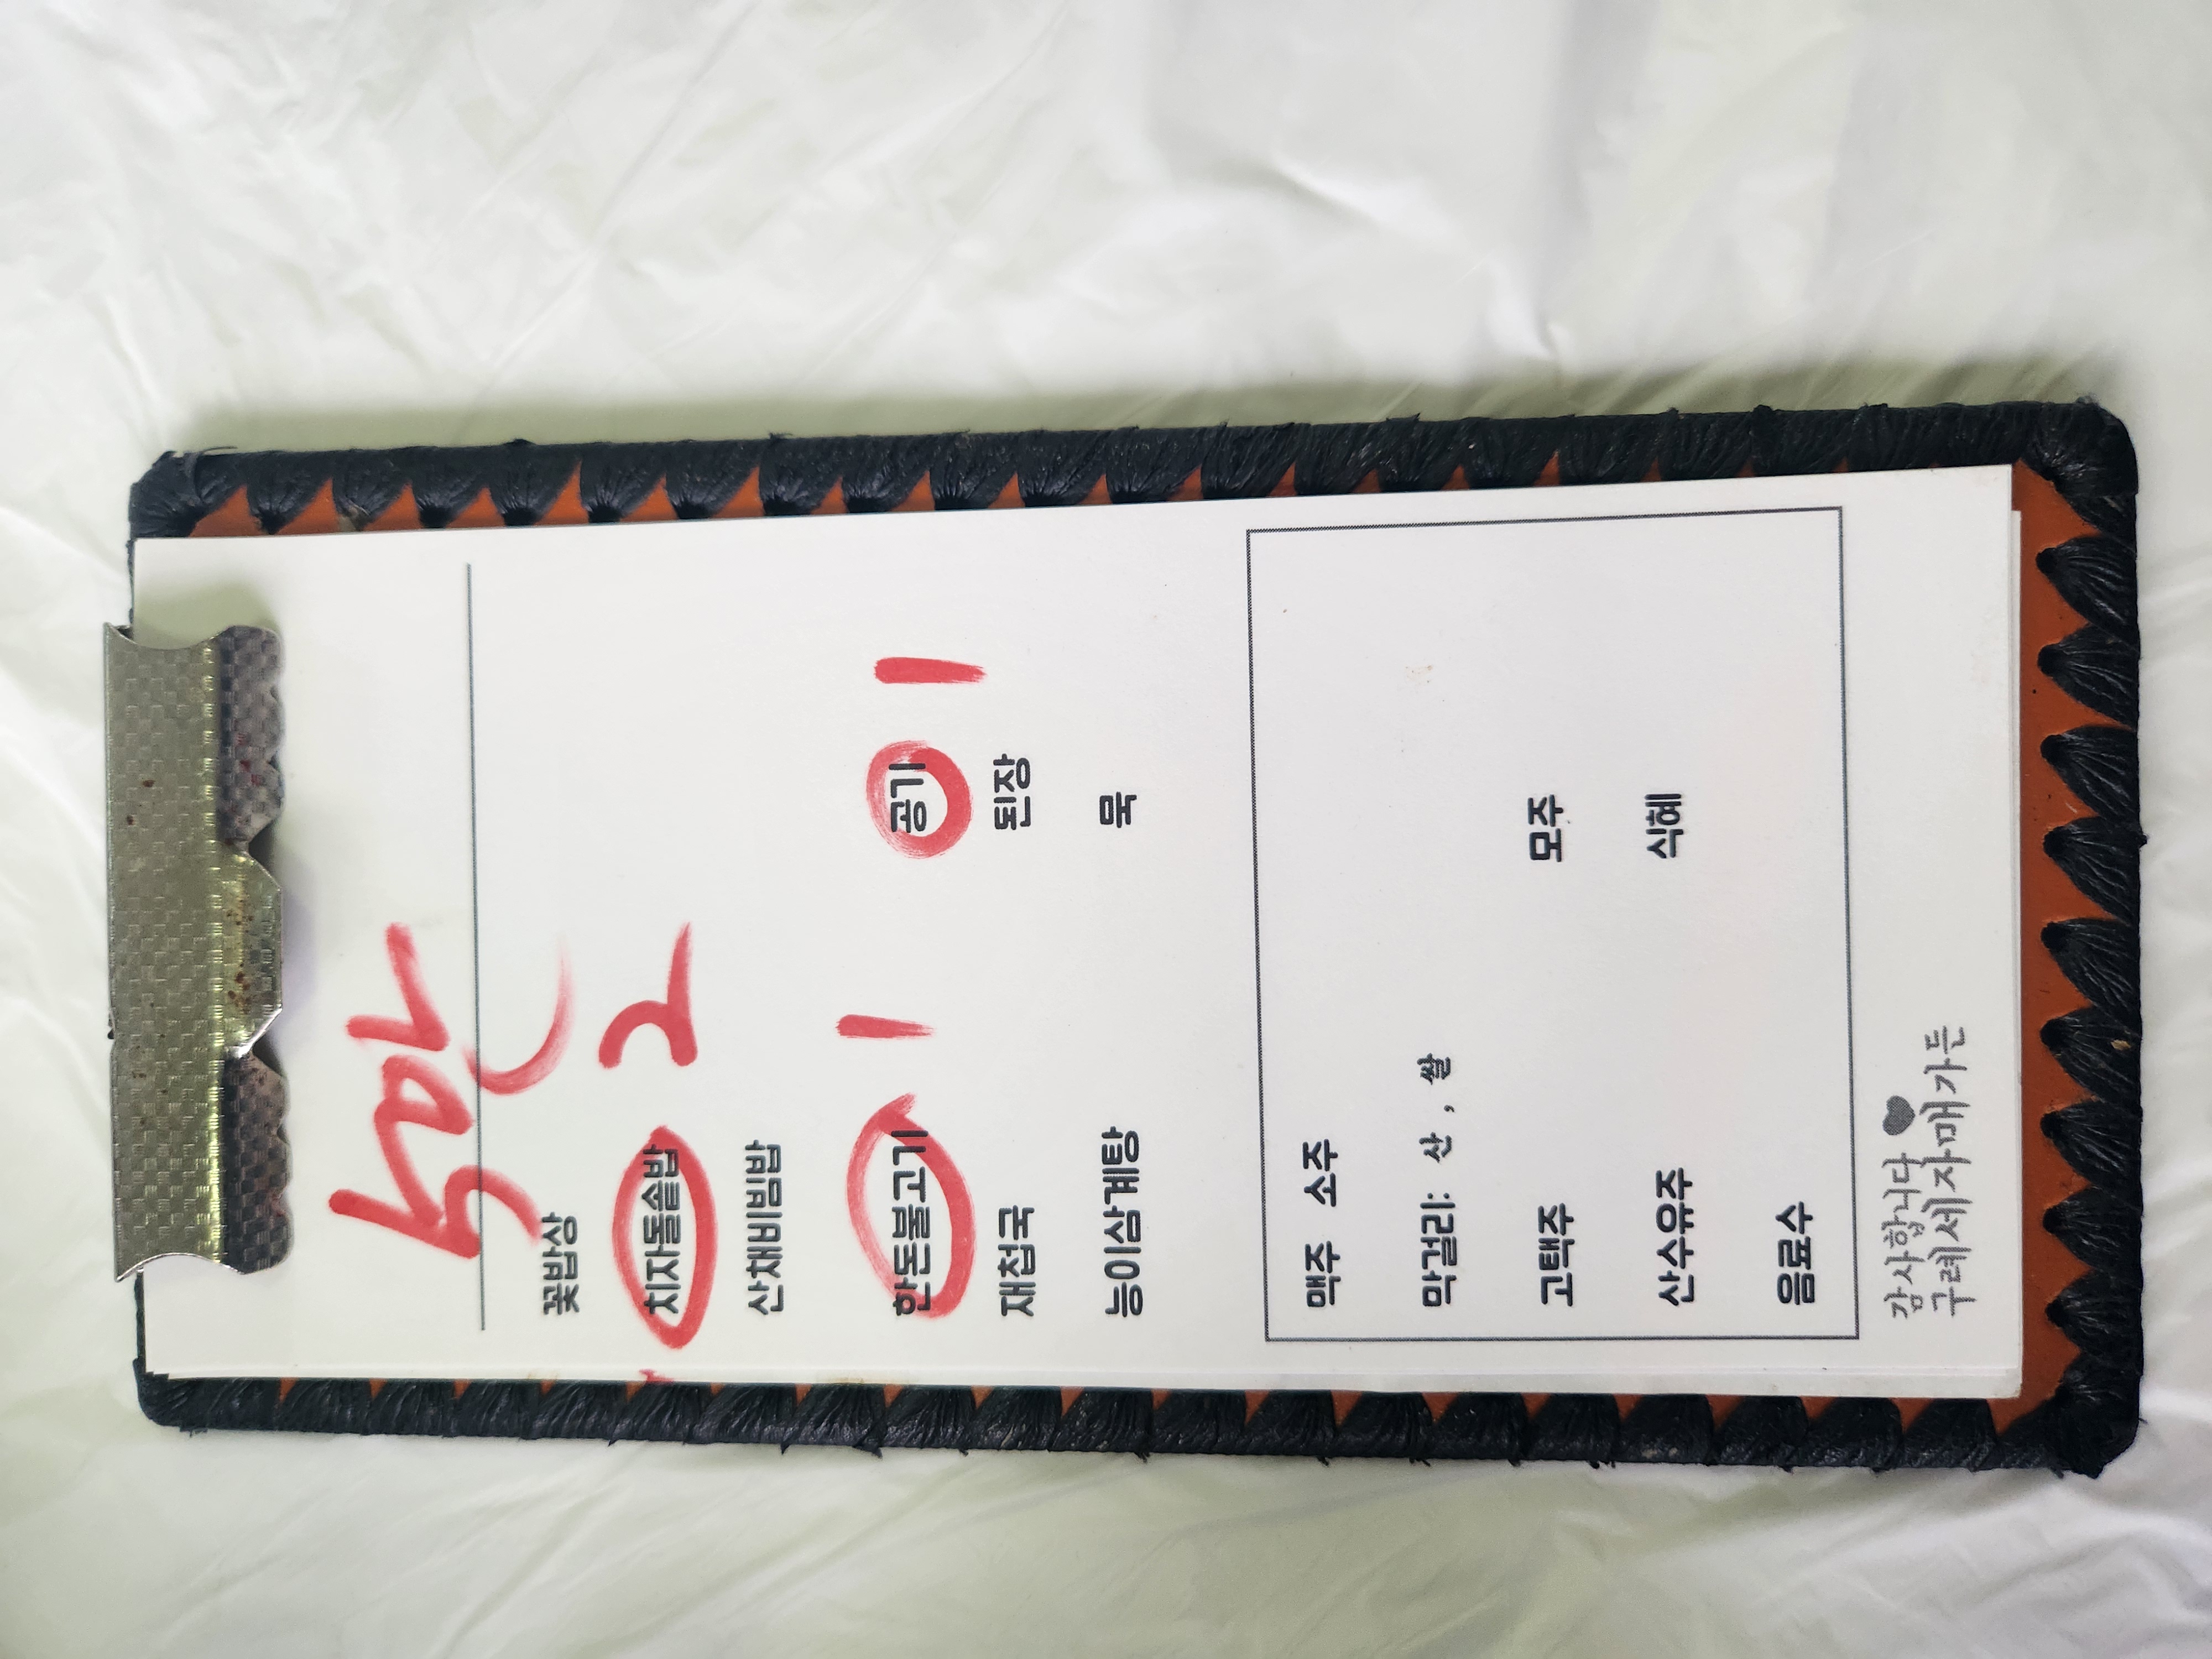 꽃밥상
치자돌솥밥 2
산채비빔밥
한돈불고기 1 공기 1
재첩국 된장
능이삼계탕 묵
맥주 소주
막걸리: 산 , 쌀
고택주 모주
산수유주 식혜
음료수
감사합니다♥
구례세자매가든